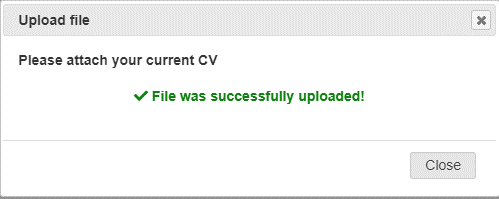 Upload file
Please attach your current CV
File was successfully uploaded!
Close